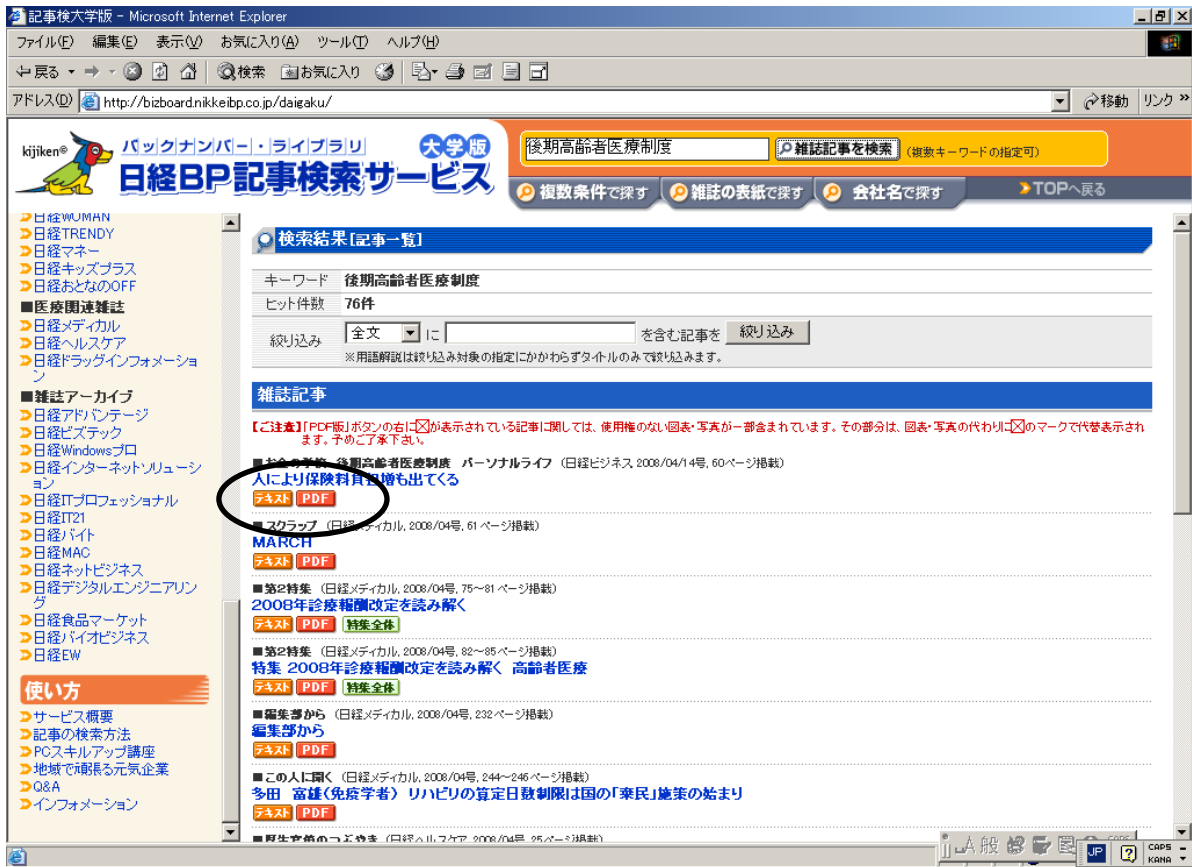 記事検大学版 - Microsoft Internet Explorer
ファイル(F) 編集(E) 表示(V) お気に入り(A) ツール(T) ヘルプ(H)
戻る 検索 お気に入り
アドレス(D) http://bizboard.nikkeibp.co.jp/daigaku/ 移動 リンク »
kijiken®
バックナンバー・ライブラリ 大学版
日経BP記事検索サービス
後期高齢者医療制度 雑誌記事を検索 (複数キーワードの指定可)
複数条件で探す 雑誌の表紙で探す 会社名で探す TOPへ戻る
日経WOMAN
日経TRENDY
日経マネー
日経キッズプラス
日経おとなのOFF
■医療関連雑誌
日経メディカル
日経ヘルスケア
日経ドラッグインフォメーショ
ン
■雑誌アーカイブ
日経アドバンテージ
日経ビズテック
日経Windowsプロ
日経インターネットソリューシ
ョン
日経ITプロフェッショナル
日経IT21
日経バイト
日経MAC
日経ネットビジネス
日経デジタルエンジニアリン
グ
日経食品マーケット
日経バイオビジネス
日経EW
使い方
サービス概要
記事の検索方法
PCスキルアップ講座
地域で頑張る元気企業
Q&A
インフォメーション
検索結果[記事一覧]
キーワード 後期高齢者医療制度
ヒット件数 76件
絞り込み 全文 に を含む記事を 絞り込み
※用語解説は絞り込み対象の指定にかかわらずタイトルのみで絞り込みます。
雑誌記事
【ご注意】「PDF版」ボタンの右に☒が表示されている記事に関しては、使用権のない図表・写真が一部含まれています。その部分は、図表・写真の代わりに☒のマークで代替表示され
ます。予めご了承下さい。
■お金の学校 後期高齢者医療制度 パーソナルライフ (日経ビジネス, 2008/04/14号, 60ページ掲載)
人により保険料負担増も出てくる
テキスト PDF
■スクラップ (日経メディカル, 2008/04号, 61 ページ掲載)
MARCH
テキスト PDF
■第2特集 (日経メディカル, 2008/04号, 75〜81 ページ掲載)
2008年診療報酬改定を読み解く
テキスト PDF 特集全体
■第2特集 (日経メディカル, 2008/04号, 82〜85ページ掲載)
特集 2008年診療報酬改定を読み解く 高齢者医療
テキスト PDF 特集全体
■編集部から (日経メディカル, 2008/04号, 232ページ掲載)
編集部から
テキスト PDF
■この人に聞く (日経メディカル, 2008/04号, 244〜246ページ掲載)
多田 富雄(免疫学者) リハビリの算定日数制限は国の「棄民」施策の始まり
テキスト PDF
■厚生官僚のつぶやき (日経ヘルスケア, 2008/04号, 25ページ掲載)
A般 JP CAPS
KANA